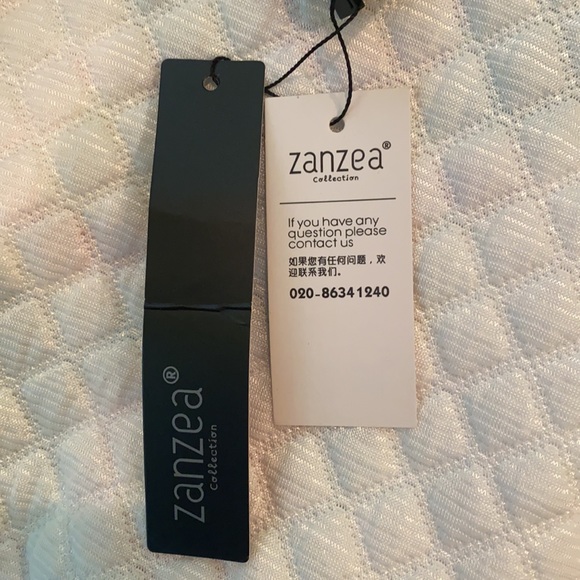 zanzea®
Collection
If you have any
question please
contact us
如果您有任何问题，欢
迎联系我们。
020-86341240
zanzea®
Collection